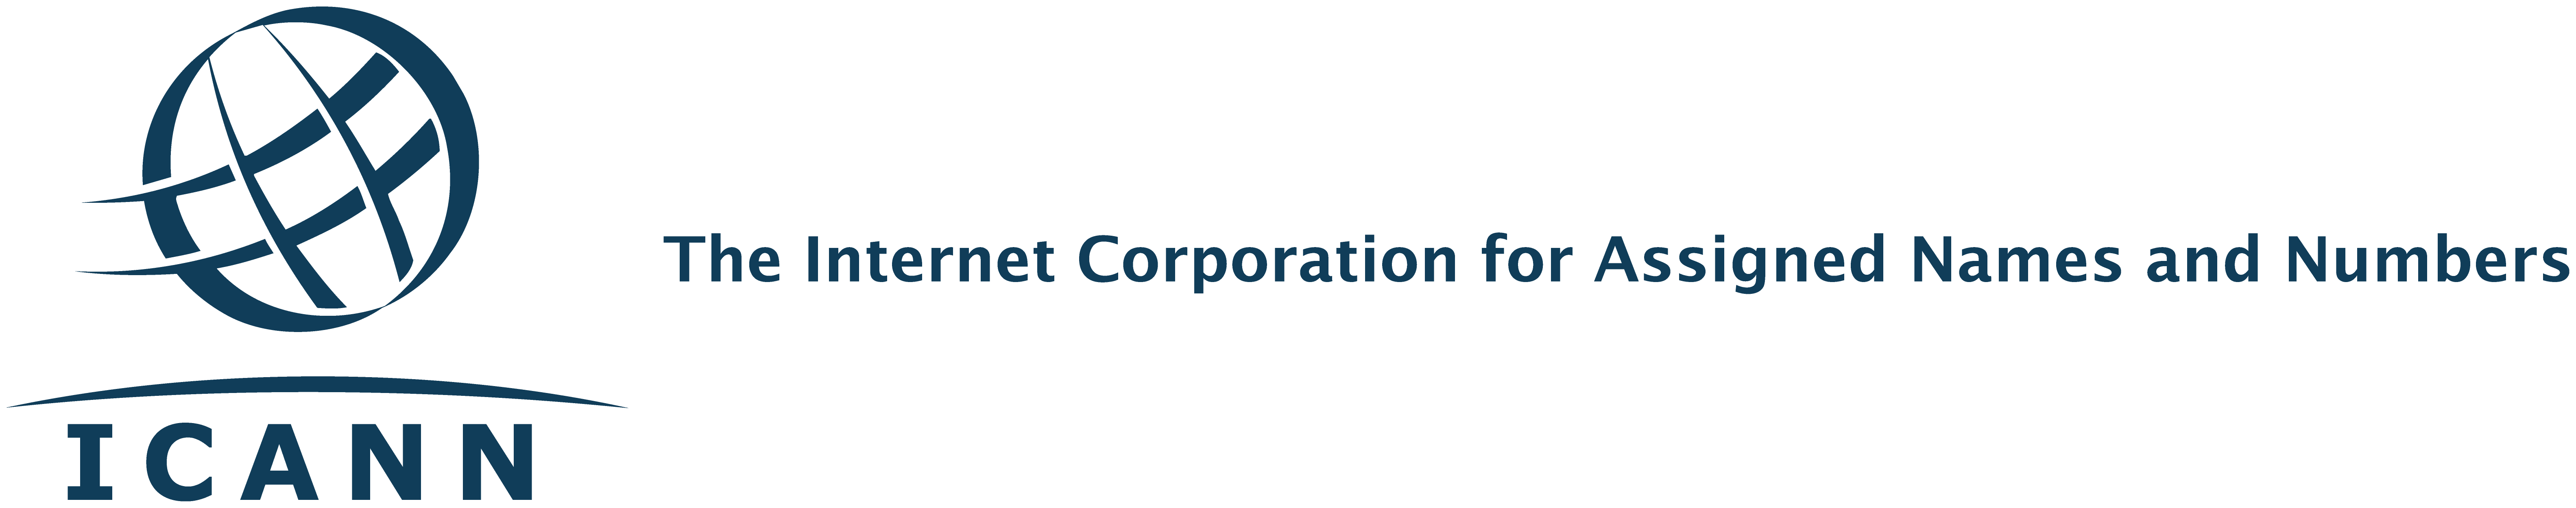 The Internet Corporation for Assigned Names and Numbers
ICANN